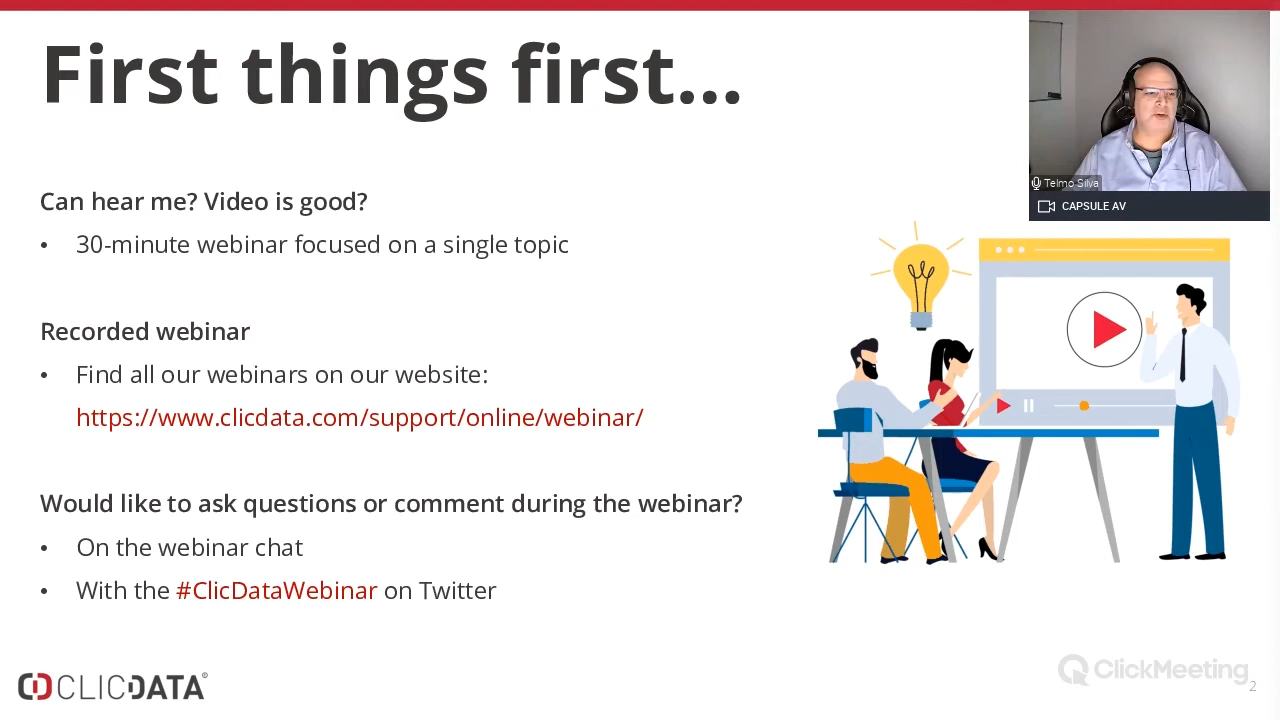 First things first...
Telmo Silva
CAPSULE AV
Can hear me? Video is good?
• 30-minute webinar focused on a single topic
Recorded webinar
• Find all our webinars on our website:
https://www.clicdata.com/support/online/webinar/
Would like to ask questions or comment during the webinar?
• On the webinar chat
• With the #ClicDataWebinar on Twitter
CLICDATA®
ClickMeeting
2